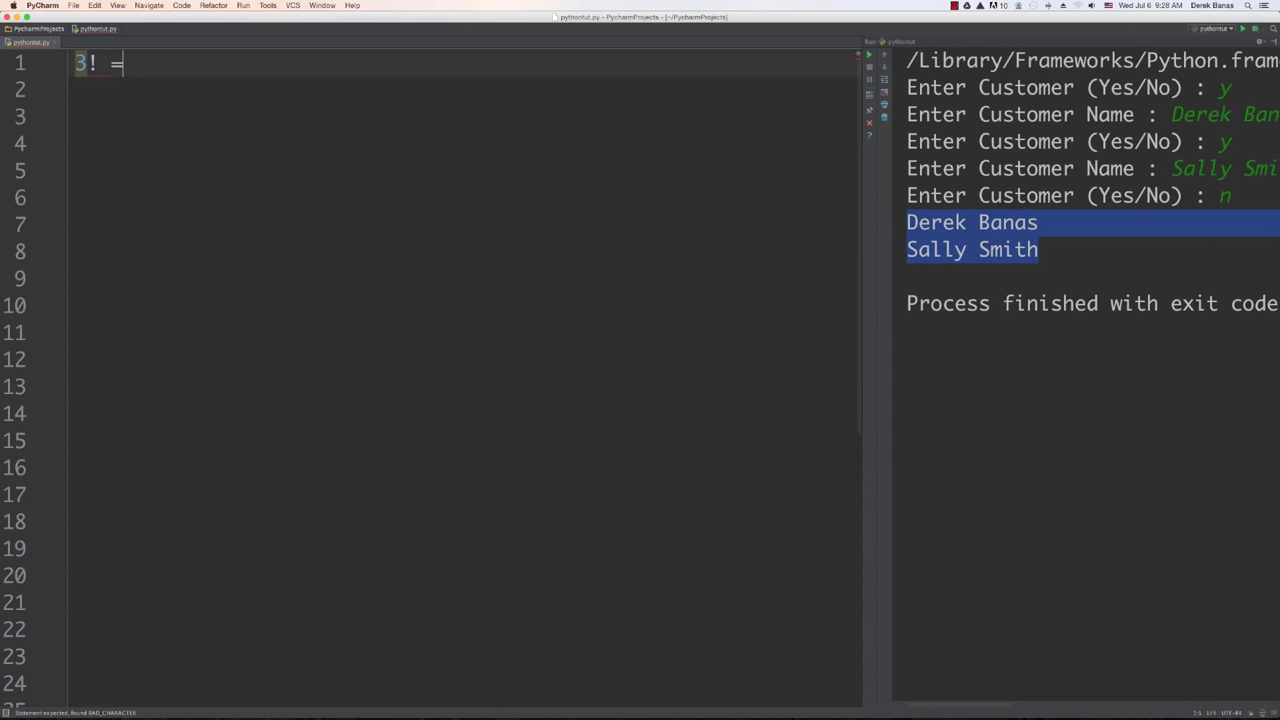 PyCharm File Edit View Navigate Code Refactor Run Tools VCS Window Help 10 Wed Jul 6 9:28 AM Derek Banas
pythontut.py - PycharmProjects - [~/PycharmProjects]
PycharmProjects pythontut.py pythontut
pythontut.py Run pythontut
1 3! =
2
3
4
5
6
7
8
9
10
11
12
13
14
15
16
17
18
19
20
21
22
23
24
/Library/Frameworks/Python.fram
Enter Customer (Yes/No) : y
Enter Customer Name : Derek Ban
Enter Customer (Yes/No) : y
Enter Customer Name : Sally Smi
Enter Customer (Yes/No) : n
Derek Banas
Sally Smith
Process finished with exit code
Statement expected, found BAD_CHARACTER 1:5 LF‡ UTF-8‡